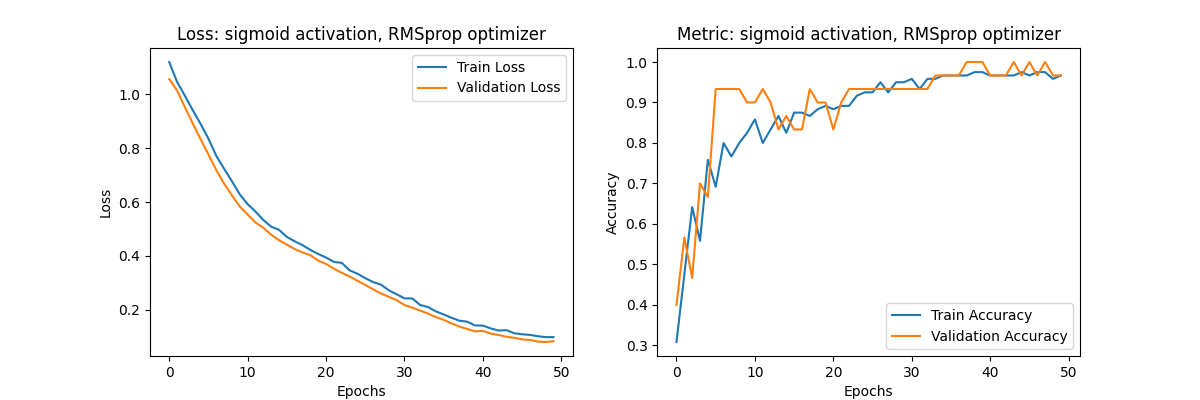 Loss: sigmoid activation, RMSprop optimizer
Train Loss
Validation Loss
1.0
0.8
0.6
0.4
0.2
Loss
0
10
20
30
40
50
Epochs
Metric: sigmoid activation, RMSprop optimizer
1.0
0.9
0.8
0.7
0.6
0.5
0.4
0.3
Accuracy
Train Accuracy
Validation Accuracy
0
10
20
30
40
50
Epochs